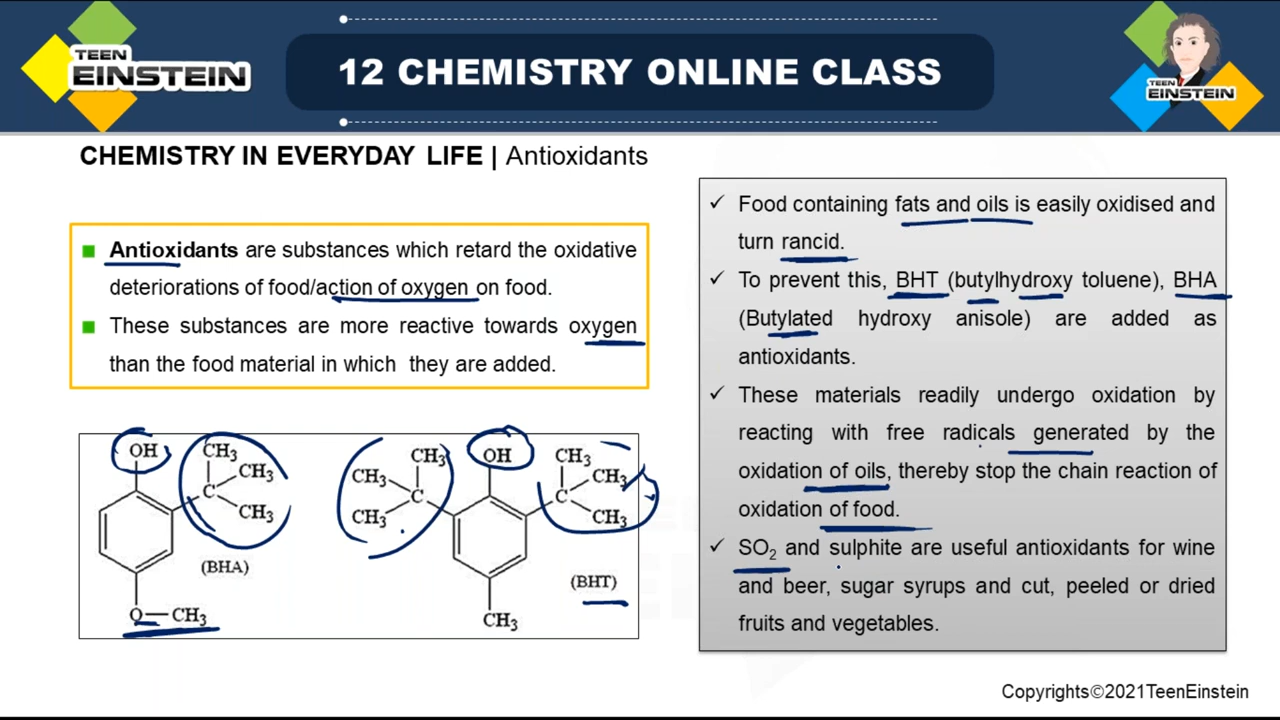 TEEN
EINSTEIN
12 CHEMISTRY ONLINE CLASS
TEEN
EINSTEIN
CHEMISTRY IN EVERYDAY LIFE | Antioxidants
■ Antioxidants are substances which retard the oxidative
deteriorations of food/action of oxygen on food.
■ These substances are more reactive towards oxygen
than the food material in which they are added.
OH
CH₃
CH₃
C
CH₃
(BHA)
O—CH₃
CH₃
OH
CH₃
CH₃
CH₃
C
C
CH₃
CH₃
(BHT)
CH₃
✓ Food containing fats and oils is easily oxidised and
turn rancid.
✓ To prevent this, BHT (butylhydroxy toluene), BHA
(Butylated hydroxy anisole) are added as
antioxidants.
✓ These materials readily undergo oxidation by
reacting with free radicals generated by the
oxidation of oils, thereby stop the chain reaction of
oxidation of food.
✓ SO₂ and sulphite are useful antioxidants for wine
and beer, sugar syrups and cut, peeled or dried
fruits and vegetables.
Copyrights©2021TeenEinstein